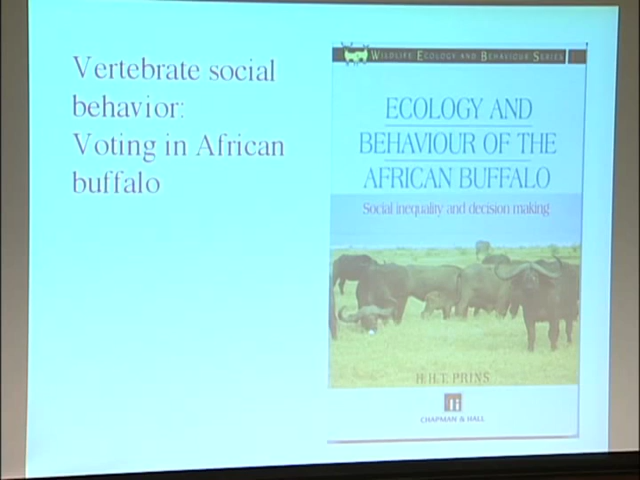 Vertebrate social
behavior:
Voting in African
buffalo
WILDLIFE ECOLOGY AND BEHAVIOUR SERIES
ECOLOGY AND
BEHAVIOUR OF THE
AFRICAN BUFFALO
Social inequality and decision making
H.H.T. PRINS
CHAPMAN & HALL